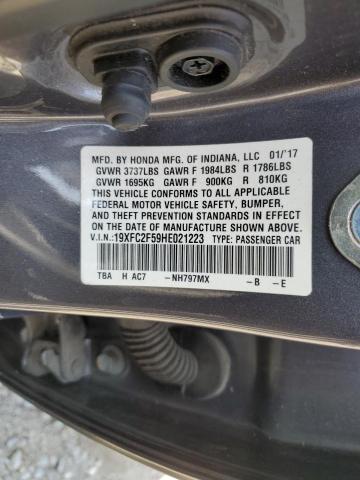 MFD. BY HONDA MFG. OF INDIANA, LLC 01/'17
GVWR 3737LBS GAWR F 1984LBS R 1786LBS
GVWR 1695KG GAWR F 900KG R 810KG
THIS VEHICLE CONFORMS TO ALL APPLICABLE
FEDERAL MOTOR VEHICLE SAFETY, BUMPER,
AND THEFT PREVENTION STANDARDS IN EFFECT
ON THE DATE OF MANUFACTURE SHOWN ABOVE.
V.I.N.:19XFC2F59HE021223 TYPE: PASSENGER CAR
TBA H AC7 -NH797MX -B -E